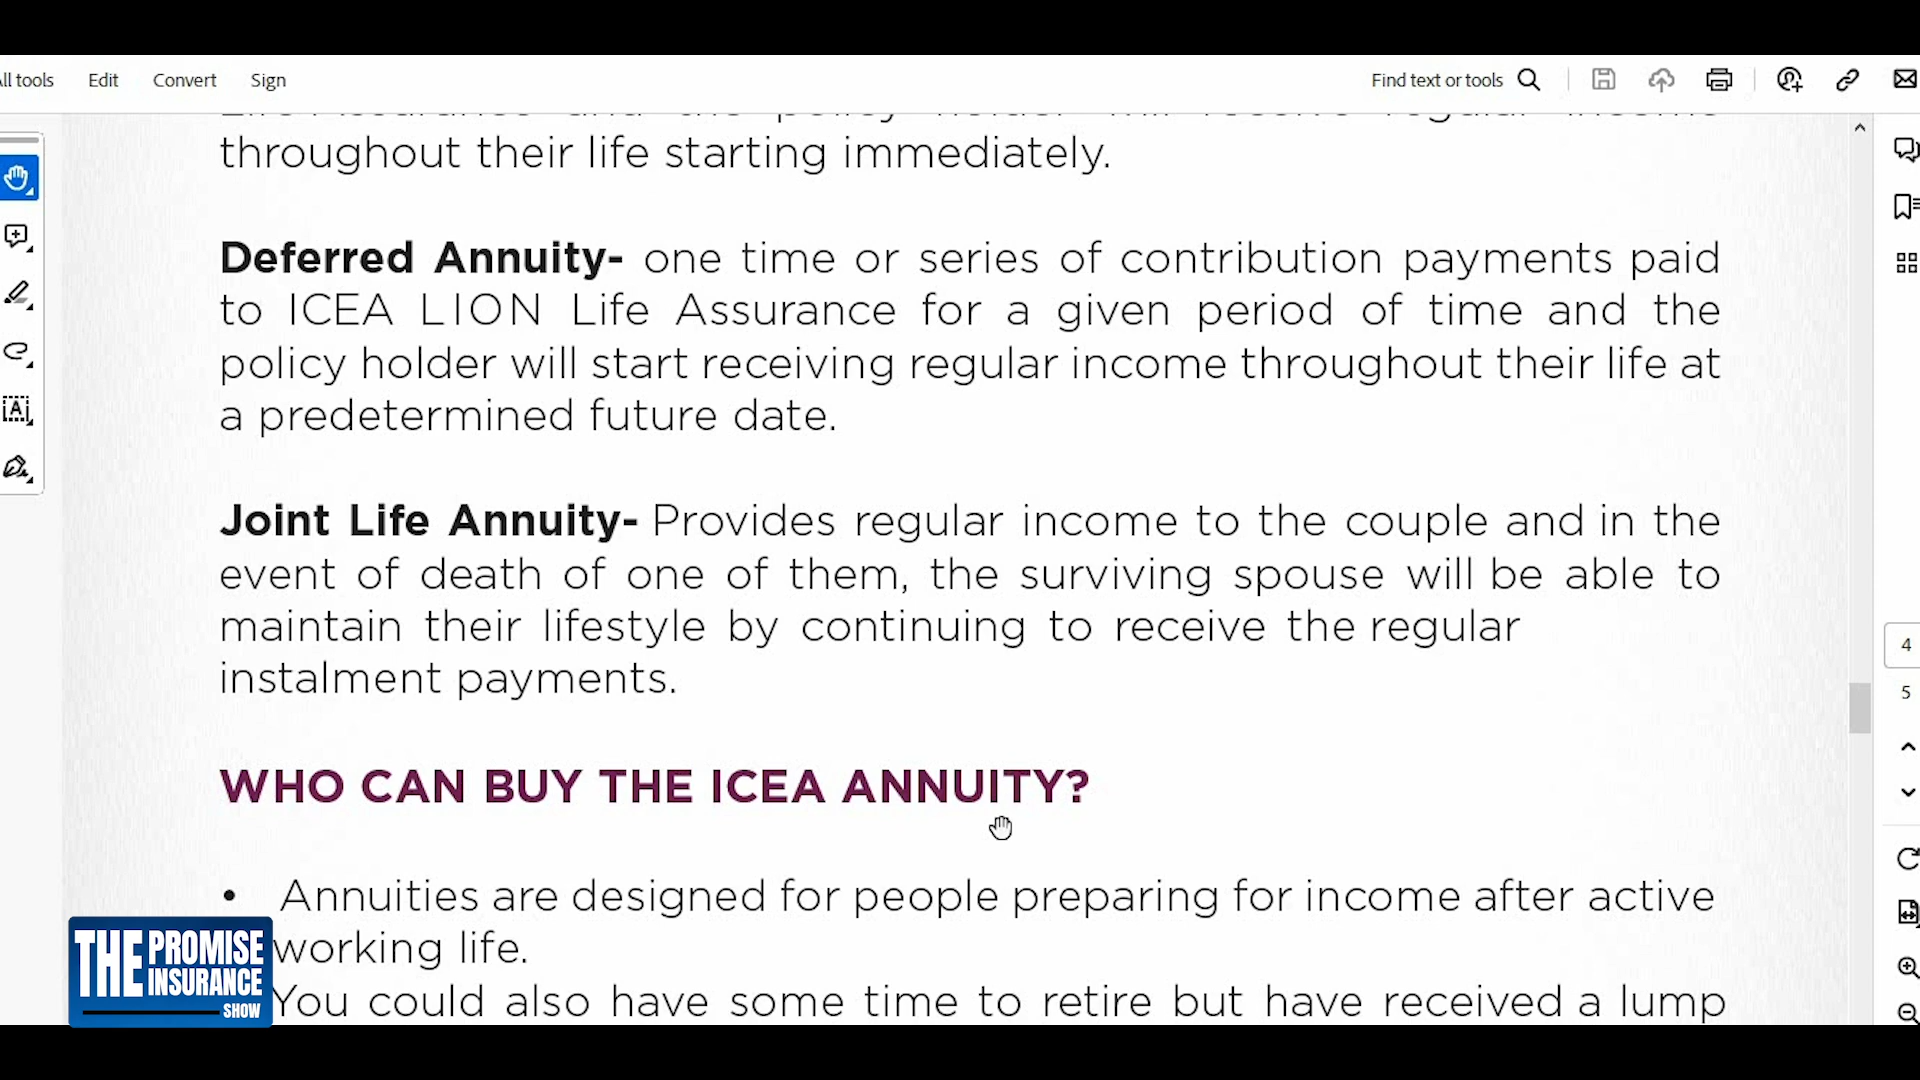 All tools Edit Convert Sign Find text or tools
throughout their life starting immediately.
Deferred Annuity- one time or series of contribution payments paid
to ICEA LION Life Assurance for a given period of time and the
policy holder will start receiving regular income throughout their life at
a predetermined future date.
Joint Life Annuity- Provides regular income to the couple and in the
event of death of one of them, the surviving spouse will be able to
maintain their lifestyle by continuing to receive the regular
instalment payments.
4
5
WHO CAN BUY THE ICEA ANNUITY?
• Annuities are designed for people preparing for income after active
working life.
You could also have some time to retire but have received a lump
THE PROMISE
INSURANCE
SHOW